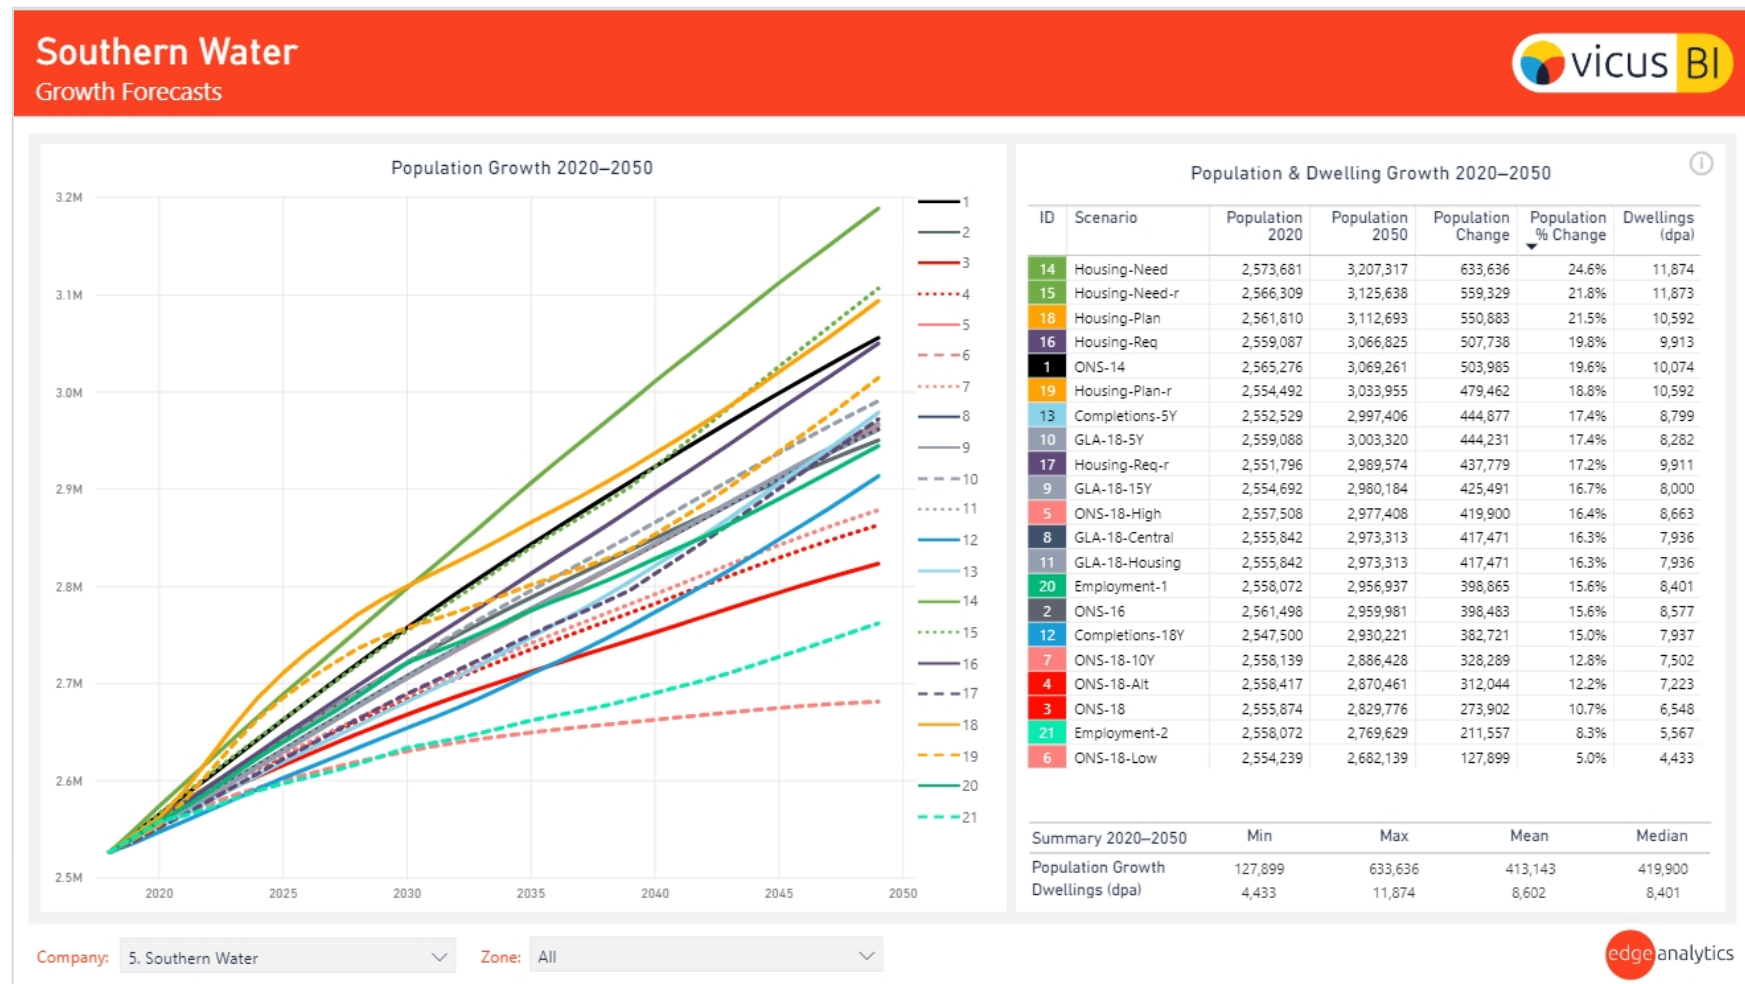 Southern Water
Growth Forecasts
vicus BI
Population Growth 2020–2050
3.2M
3.1M
3.0M
2.9M
2.8M
2.7M
2.6M
2.5M
2020 2025 2030 2035 2040 2045 2050
1
2
3
4
5
6
7
8
9
10
11
12
13
14
15
16
17
18
19
20
21
Population & Dwelling Growth 2020–2050
ID Scenario Population Population Population Population Dwellings
2020 2050 Change % Change (dpa)
14 Housing-Need 2,573,681 3,207,317 633,636 24.6% 11,874
15 Housing-Need-r 2,566,309 3,125,638 559,329 21.8% 11,873
18 Housing-Plan 2,561,810 3,112,693 550,883 21.5% 10,592
16 Housing-Req 2,559,087 3,066,825 507,738 19.8% 9,913
1 ONS-14 2,565,276 3,069,261 503,985 19.6% 10,074
19 Housing-Plan-r 2,554,492 3,033,955 479,462 18.8% 10,592
13 Completions-5Y 2,552,529 2,997,406 444,877 17.4% 8,799
10 GLA-18-5Y 2,559,088 3,003,320 444,231 17.4% 8,282
17 Housing-Req-r 2,551,796 2,989,574 437,779 17.2% 9,911
9 GLA-18-15Y 2,554,692 2,980,184 425,491 16.7% 8,000
5 ONS-18-High 2,557,508 2,977,408 419,900 16.4% 8,663
8 GLA-18-Central 2,555,842 2,973,313 417,471 16.3% 7,936
11 GLA-18-Housing 2,555,842 2,973,313 417,471 16.3% 7,936
20 Employment-1 2,558,072 2,956,937 398,865 15.6% 8,401
2 ONS-16 2,561,498 2,959,981 398,483 15.6% 8,577
12 Completions-18Y 2,547,500 2,930,221 382,721 15.0% 7,937
7 ONS-18-10Y 2,558,139 2,886,428 328,289 12.8% 7,502
4 ONS-18-Alt 2,558,417 2,870,461 312,044 12.2% 7,223
3 ONS-18 2,555,874 2,829,776 273,902 10.7% 6,548
21 Employment-2 2,558,072 2,769,629 211,557 8.3% 5,567
6 ONS-18-Low 2,554,239 2,682,139 127,899 5.0% 4,433
Summary 2020–2050 Min Max Mean Median
Population Growth 127,899 633,636 413,143 419,900
Dwellings (dpa) 4,433 11,874 8,602 8,401
Company: 5. Southern Water Zone: All
edge analytics